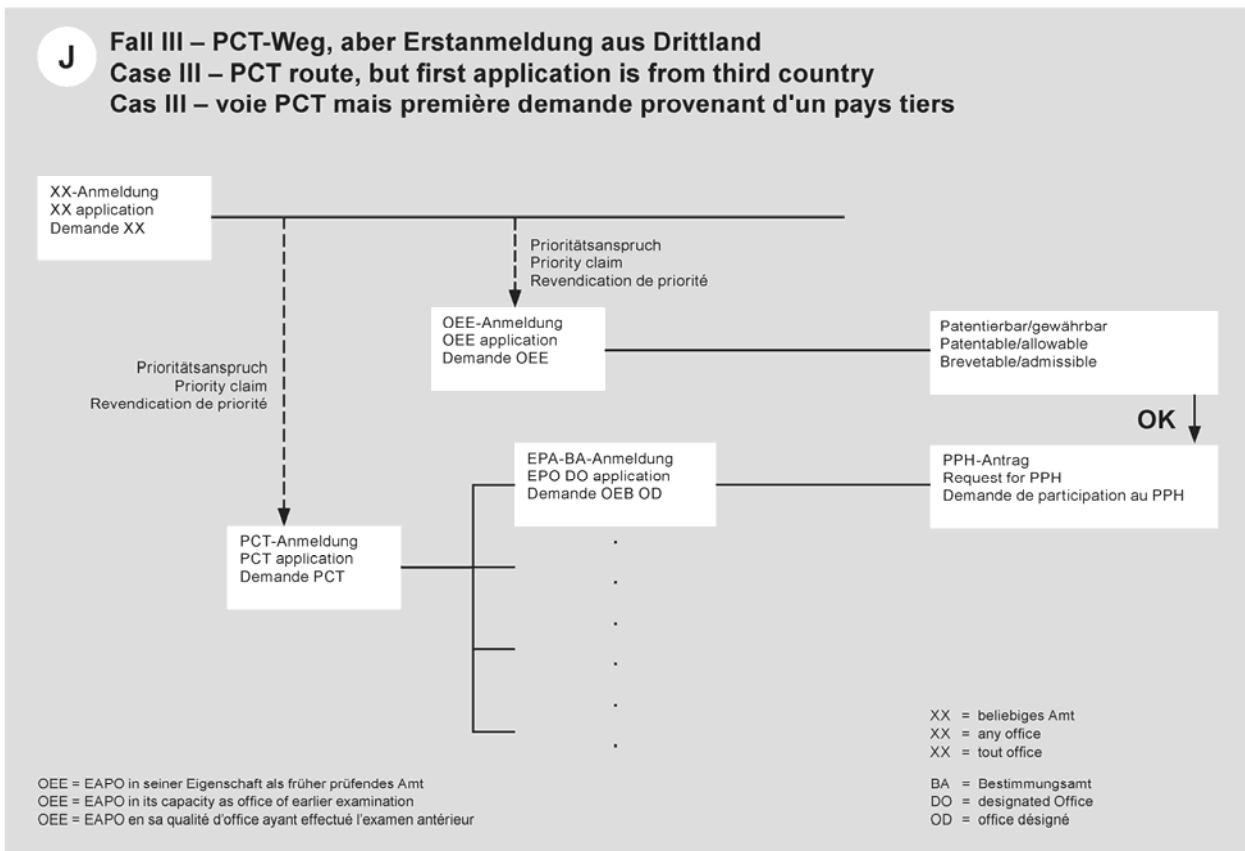 J
Fall III – PCT-Weg, aber Erstanmeldung aus Drittland
Case III – PCT route, but first application is from third country
Cas III – voie PCT mais première demande provenant d'un pays tiers
XX-Anmeldung
XX application
Demande XX
Prioritätsanspruch
Priority claim
Revendication de priorité
OEE-Anmeldung
OEE application
Demande OEE
Patentierbar/gewährbar
Patentable/allowable
Brevetable/admissible
Prioritätsanspruch
Priority claim
Revendication de priorité
OK
EPA-BA-Anmeldung
EPO DO application
Demande OEB OD
PPH-Antrag
Request for PPH
Demande de participation au PPH
PCT-Anmeldung
PCT application
Demande PCT
XX = beliebiges Amt
XX = any office
XX = tout office
BA = Bestimmungsamt
DO = designated Office
OD = office désigné
OEE = EAPO in seiner Eigenschaft als früher prüfendes Amt
OEE = EAPO in its capacity as office of earlier examination
OEE = EAPO en sa qualité d'office ayant effectué l'examen antérieur